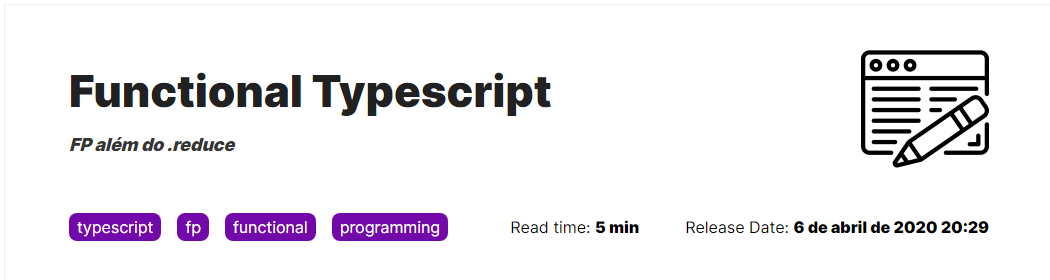 Functional Typescript
FP além do .reduce
typescript fp functional programming Read time: 5 min Release Date: 6 de abril de 2020 20:29